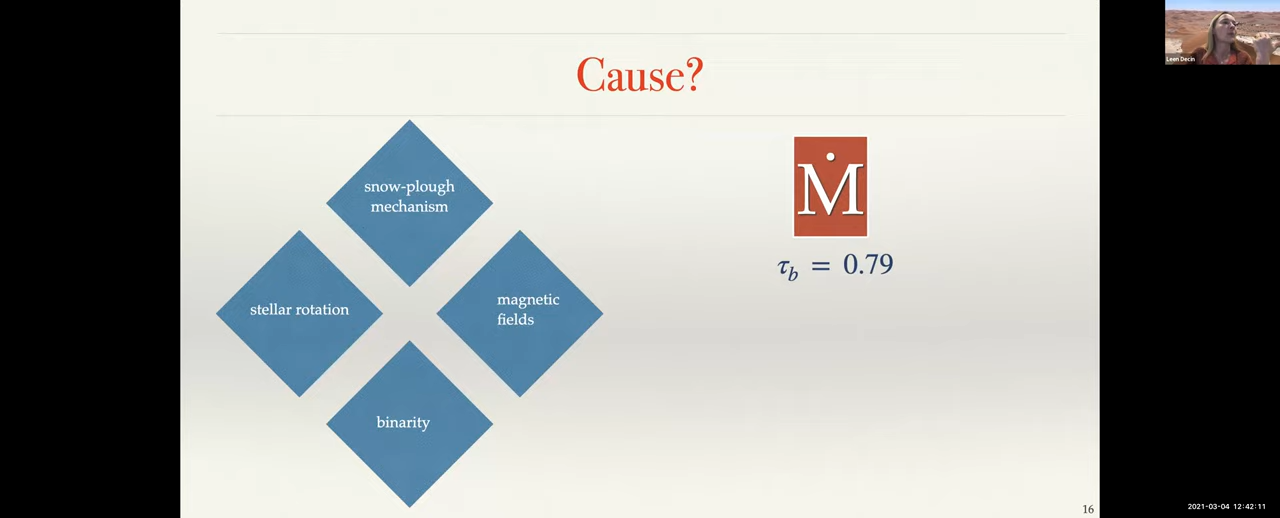 Cause?
snow-plough
mechanism
stellar rotation
magnetic
fields
binarity
Ṁ
τ_b = 0.79
16
Leen Decin
2021-03-04 12:42:11